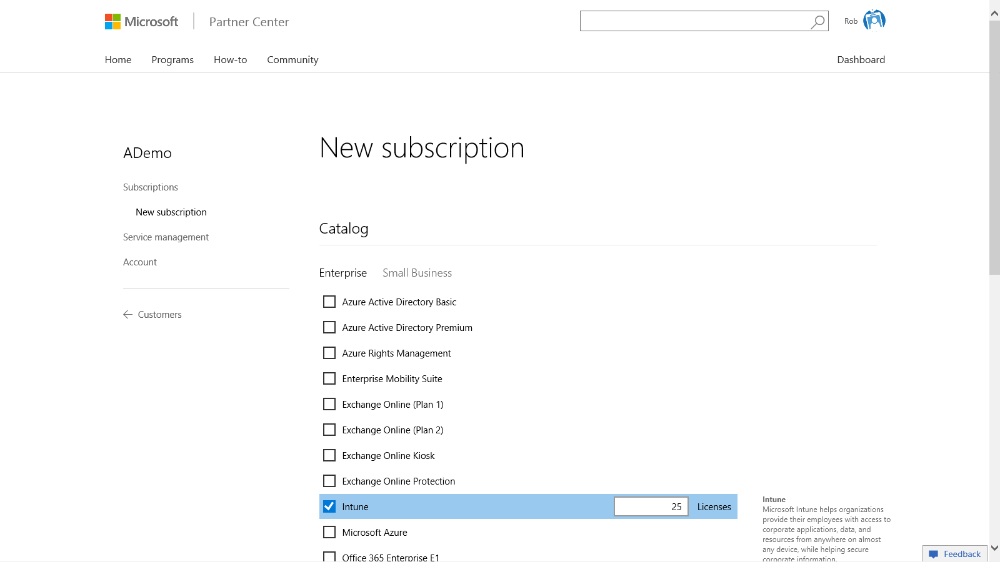 Microsoft
Partner Center
Rob
Home
Programs
How-to
Community
Dashboard
ADemo
Subscriptions
New subscription
Service management
Account
Customers
New subscription
Catalog
Enterprise
Small Business
Azure Active Directory Basic
Azure Active Directory Premium
Azure Rights Management
Enterprise Mobility Suite
Exchange Online (Plan 1)
Exchange Online (Plan 2)
Exchange Online Kiosk
Exchange Online Protection
Intune
25
Licenses
Microsoft Azure
Office 365 Enterprise E1
Intune
Microsoft Intune helps organizations
provide their employees with access to
corporate applications, data, and
resources from anywhere on almost
any device, while helping secure
corporate information.
Feedback